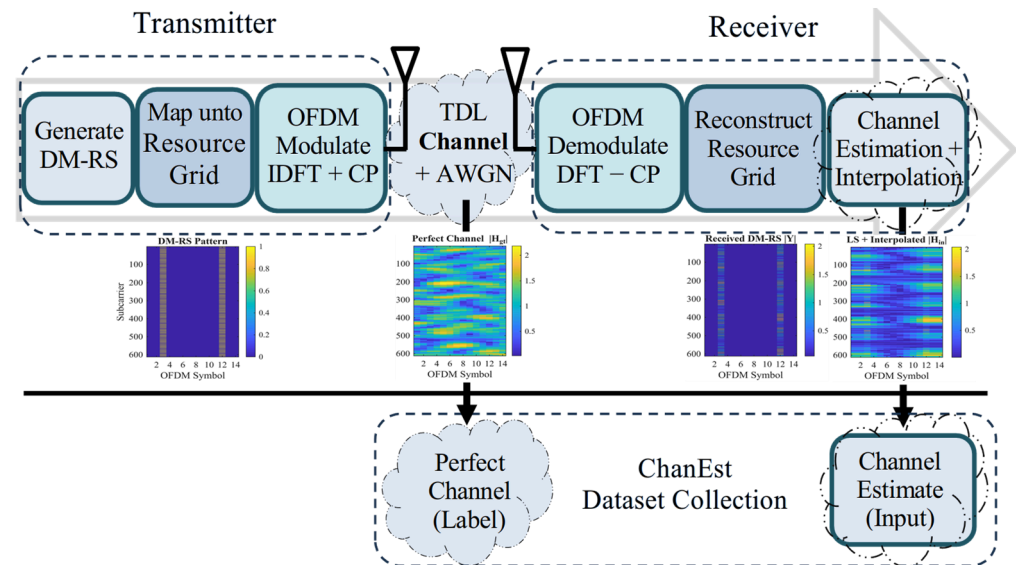 Transmitter
Receiver
Generate
DM-RS
Map unto
Resource
Grid
OFDM
Modulate
IDFT + CP
TDL
Channel
+ AWGN
OFDM
Demodulate
DFT − CP
Reconstruct
Resource
Grid
Channel
Estimation +
Interpolation
DM-RS Pattern
Subcarrier
100
200
300
400
500
600
2 4 6 8 10 12 14
OFDM Symbol
1
0.8
0.6
0.4
0.2
0
Perfect Channel |Hgt|
100
200
300
400
500
600
2 4 6 8 10 12 14
OFDM Symbol
2
1.5
1
0.5
Received DM-RS |Y|
100
200
300
400
500
600
2 4 6 8 10 12 14
OFDM Symbol
2
1.5
1
0.5
0
LS + Interpolated |Hin|
100
200
300
400
500
600
2 4 6 8 10 12 14
OFDM Symbol
2
1.5
1
0.5
Perfect
Channel
(Label)
ChanEst
Dataset Collection
Channel
Estimate
(Input)